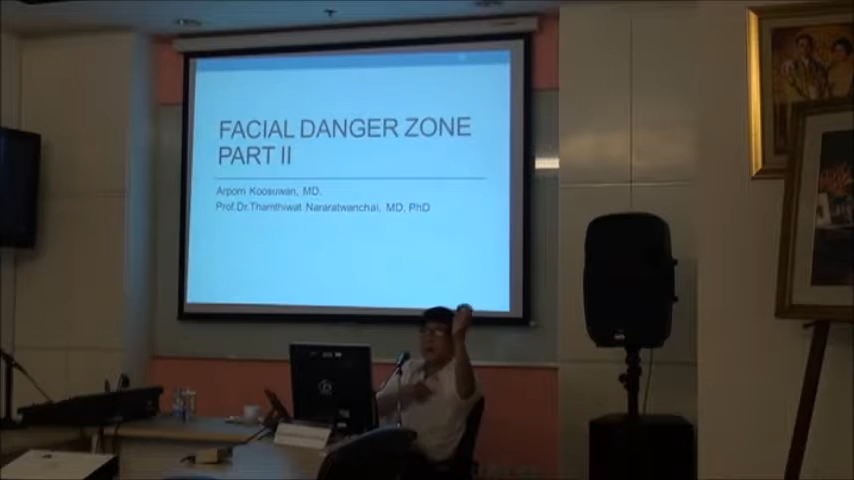 FACIAL DANGER ZONE
PART II
Arporn Koosuwan, MD.
Prof.Dr.Thamthiwat Nararatwanchai, MD, PhD